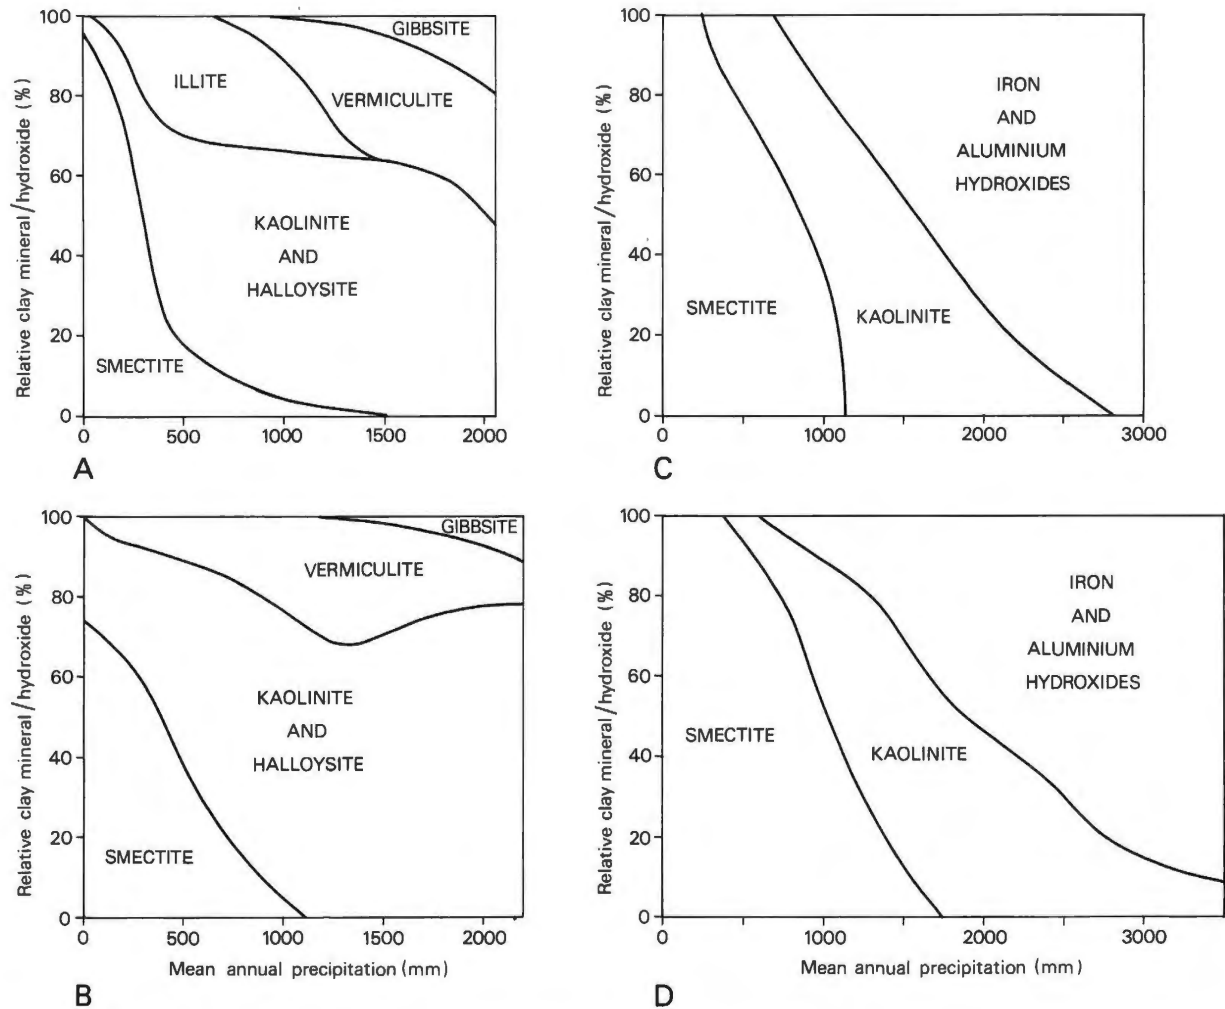 Relative clay mineral/hydroxide (%)
100
80
60
40
20
0
GIBBSITE
ILLITE
VERMICULITE
KAOLINITE
AND
HALLOYSITE
SMECTITE
0 500 1000 1500 2000
A
Relative clay mineral/hydroxide (%)
100
80
60
40
20
0
IRON
AND
ALUMINIUM
HYDROXIDES
SMECTITE
KAOLINITE
0 1000 2000 3000
C
Relative clay mineral/hydroxide (%)
100
80
60
40
20
0
GIBBSITE
VERMICULITE
KAOLINITE
AND
HALLOYSITE
SMECTITE
0 500 1000 1500 2000
Mean annual precipitation (mm)
B
Relative clay mineral/hydroxide (%)
100
80
60
40
20
0
IRON
AND
ALUMINIUM
HYDROXIDES
SMECTITE
KAOLINITE
0 1000 2000 3000
Mean annual precipitation (mm)
D